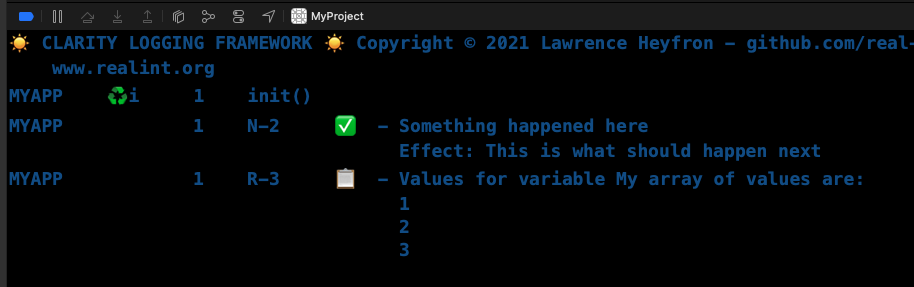 MyProject
☀️ CLARITY LOGGING FRAMEWORK ☀️ Copyright © 2021 Lawrence Heyfron – github.com/real-
www.realint.org
MYAPP ♻️i 1 init()
MYAPP 1 N–2 ✅ – Something happened here
Effect: This is what should happen next
MYAPP 1 R–3 📋 – Values for variable My array of values are:
1
2
3